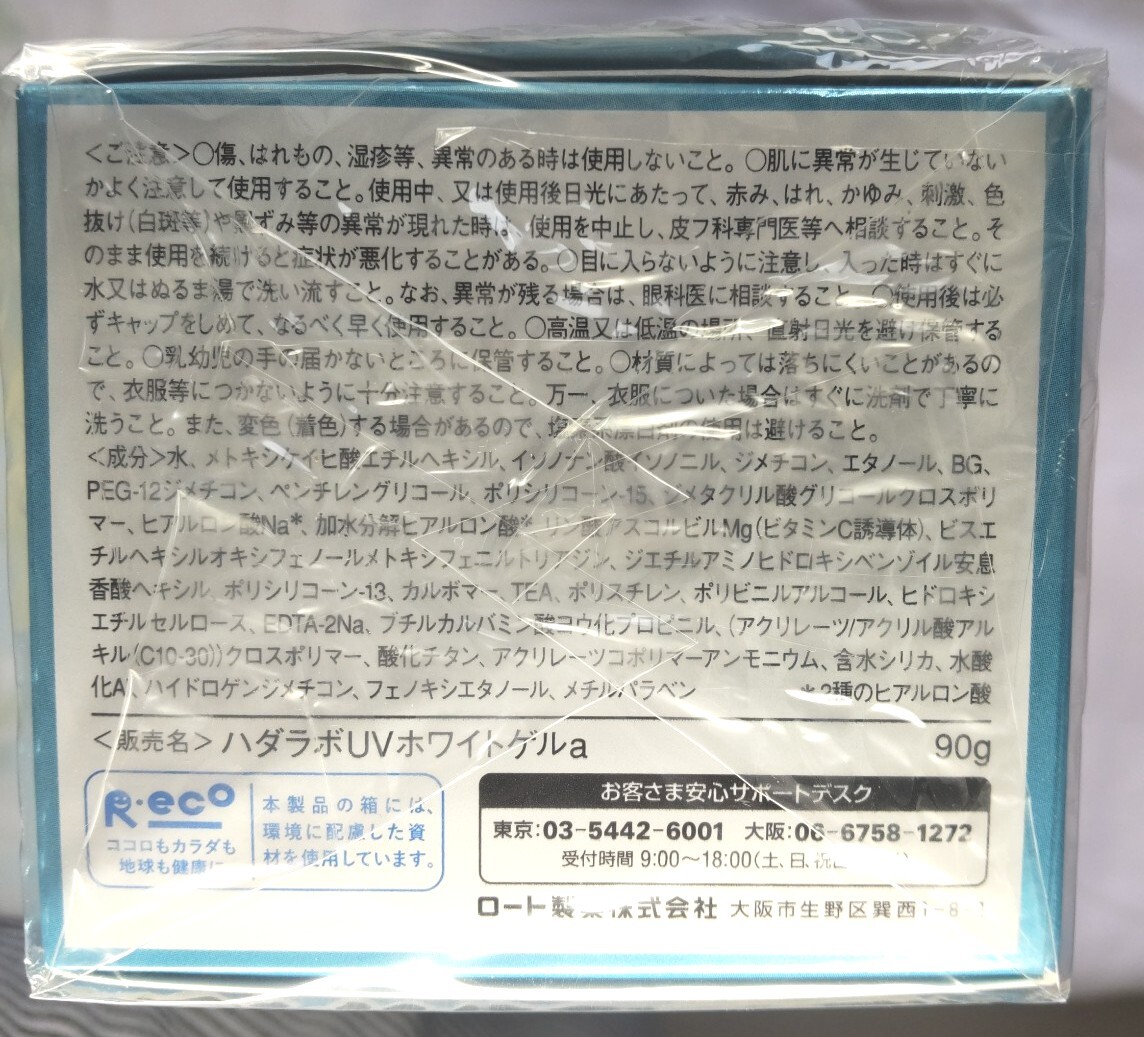 <ご注意>○傷、はれもの、湿疹等、異常のある時は使用しないこと。○肌に異常が生じていない
かよく注意して使用すること。使用中、又は使用後日光にあたって、赤み、はれ、かゆみ、刺激、色
抜け(白斑等)や黒ずみ等の異常が現れた時は、使用を中止し、皮フ科専門医等へ相談すること。そ
のまま使用を続けると症状が悪化することがある。○目に入らないように注意し、入った時はすぐに
水又はぬるま湯で洗い流すこと。なお、異常が残る場合は、眼科医に相談すること。○使用後は必
ずキャップをしめて、なるべく早く使用すること。○高温又は低温の場所、直射日光を避け保管する
こと。○乳幼児の手の届かないところに保管すること。○材質によっては落ちにくいことがあるの
で、衣服等につかないように十分注意すること。万一、衣服についた場合はすぐに洗剤で丁寧に
洗うこと。また、変色(着色)する場合があるので、塩素系漂白剤の使用は避けること。
<成分>水、メトキシケイヒ酸エチルヘキシル、イソノナン酸イソノニル、ジメチコン、エタノール、BG、
PEG-12ジメチコン、ペンチレングリコール、ポリシリコーン-15、ジメタクリル酸グリコールクロスポリ
マー、ヒアルロン酸Na*、加水分解ヒアルロン酸*、リン酸アスコルビルMg(ビタミンC誘導体)、ビスエ
チルヘキシルオキシフェノールメトキシフェニルトリアジン、ジエチルアミノヒドロキシベンゾイル安息
香酸ヘキシル、ポリシリコーン-13、カルボマー、TEA、ポリスチレン、ポリビニルアルコール、ヒドロキシ
エチルセルロース、EDTA-2Na、ブチルカルバミン酸ヨウ化プロピニル、(アクリレーツ/アクリル酸アル
キル(C10-30))クロスポリマー、酸化チタン、アクリレーツコポリマーアンモニウム、含水シリカ、水酸
化Al、ハイドロゲンジメチコン、フェノキシエタノール、メチルパラベン *2種のヒアルロン酸
<販売名>ハダラボUVホワイトゲルa 90g
R・eco
ココロもカラダも
地球も健康に
本製品の箱には、
環境に配慮した資
材を使用しています。
お客さま安心サポートデスク
東京:03-5442-6001 大阪:06-6758-1272
受付時間 9:00〜18:00(土、日、祝
ロート製薬株式会社 大阪市生野区巽西1-8-1